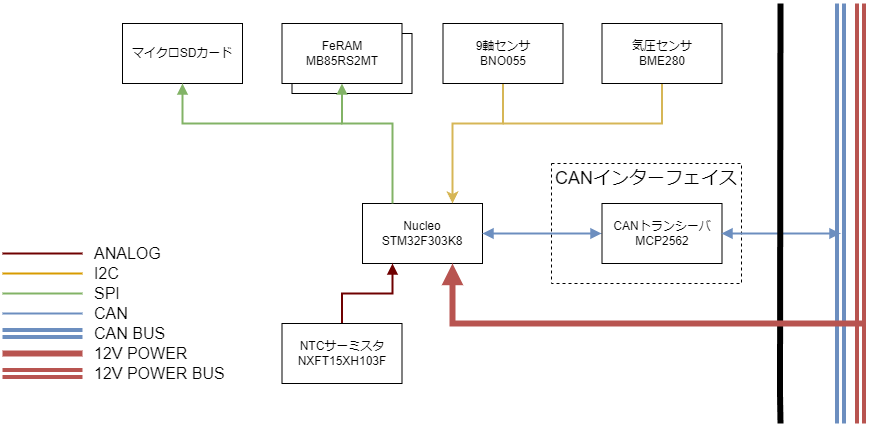 マイクロSDカード
FeRAM
MB85RS2MT
9軸センサ
BNO055
気圧センサ
BME280
CANインターフェイス
Nucleo
STM32F303K8
CANトランシーバ
MCP2562
ANALOG
I2C
SPI
CAN
CAN BUS
12V POWER
12V POWER BUS
NTCサーミスタ
NXFT15XH103F